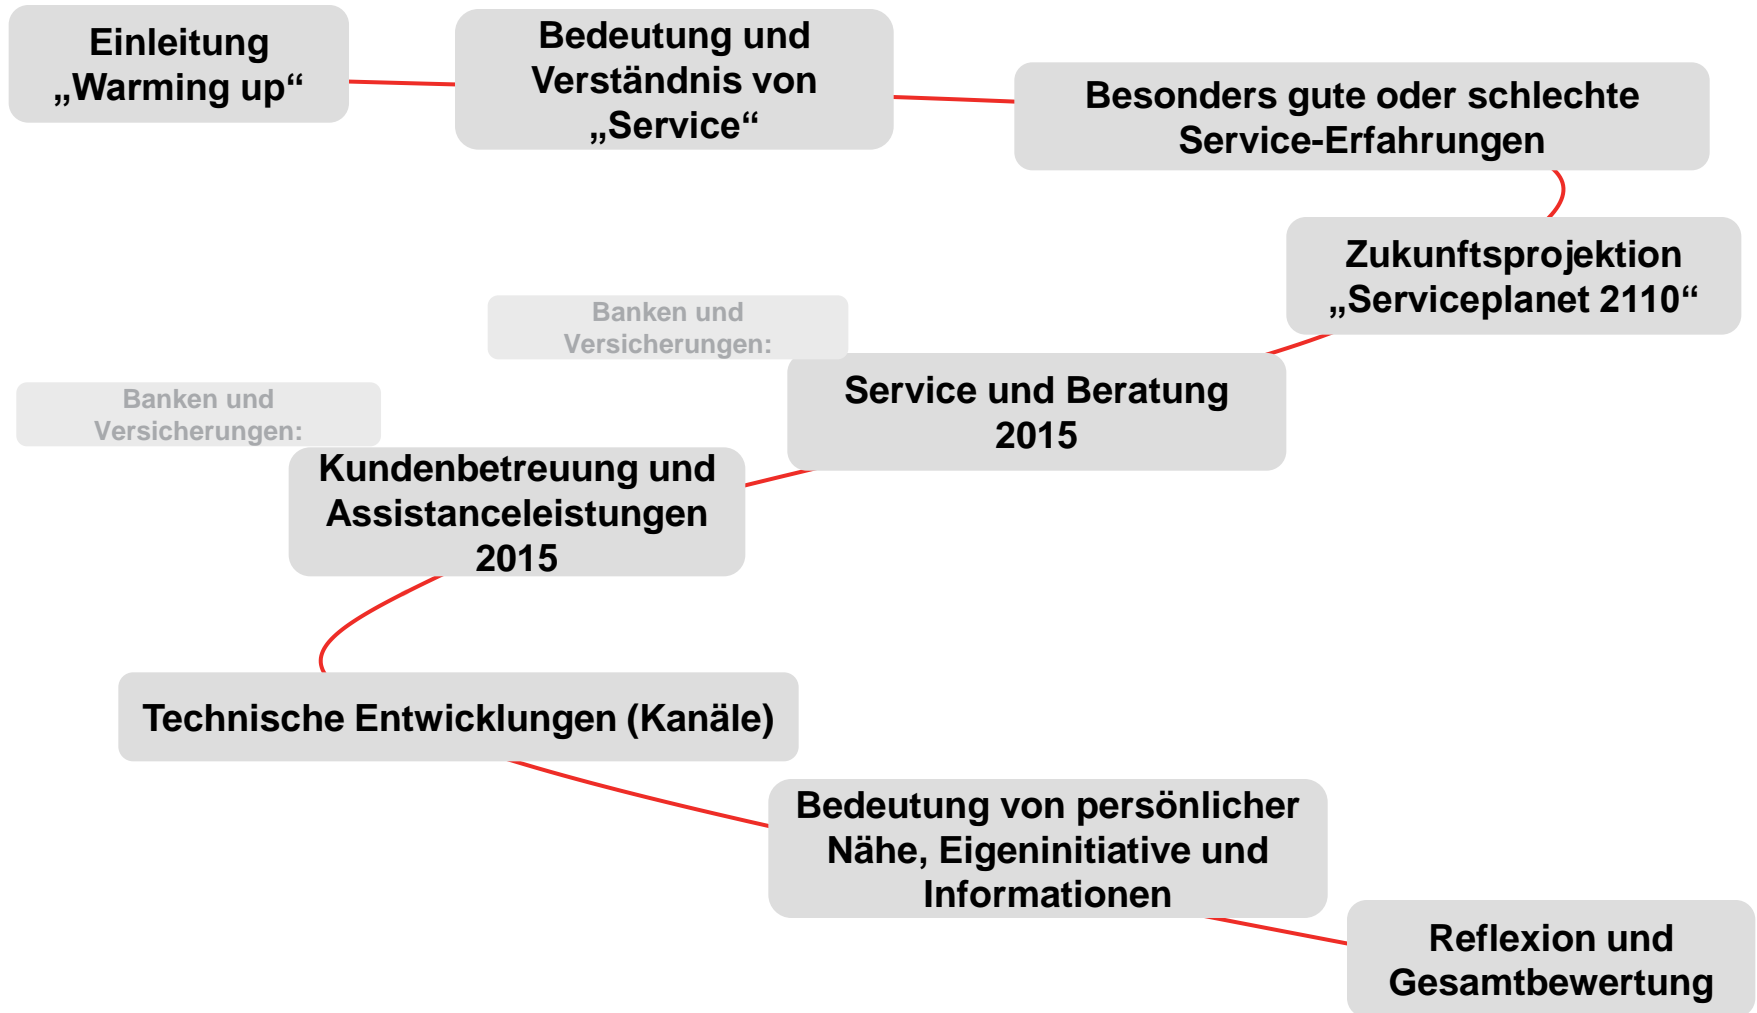 Einleitung
„Warming up“
Bedeutung und
Verständnis von
„Service“
Besonders gute oder schlechte
Service-Erfahrungen
Zukunftsprojektion
„Serviceplanet 2110“
Banken und
Versicherungen:
Service und Beratung
2015
Banken und
Versicherungen:
Kundenbetreuung und
Assistanceleistungen
2015
Technische Entwicklungen (Kanäle)
Bedeutung von persönlicher
Nähe, Eigeninitiative und
Informationen
Reflexion und
Gesamtbewertung